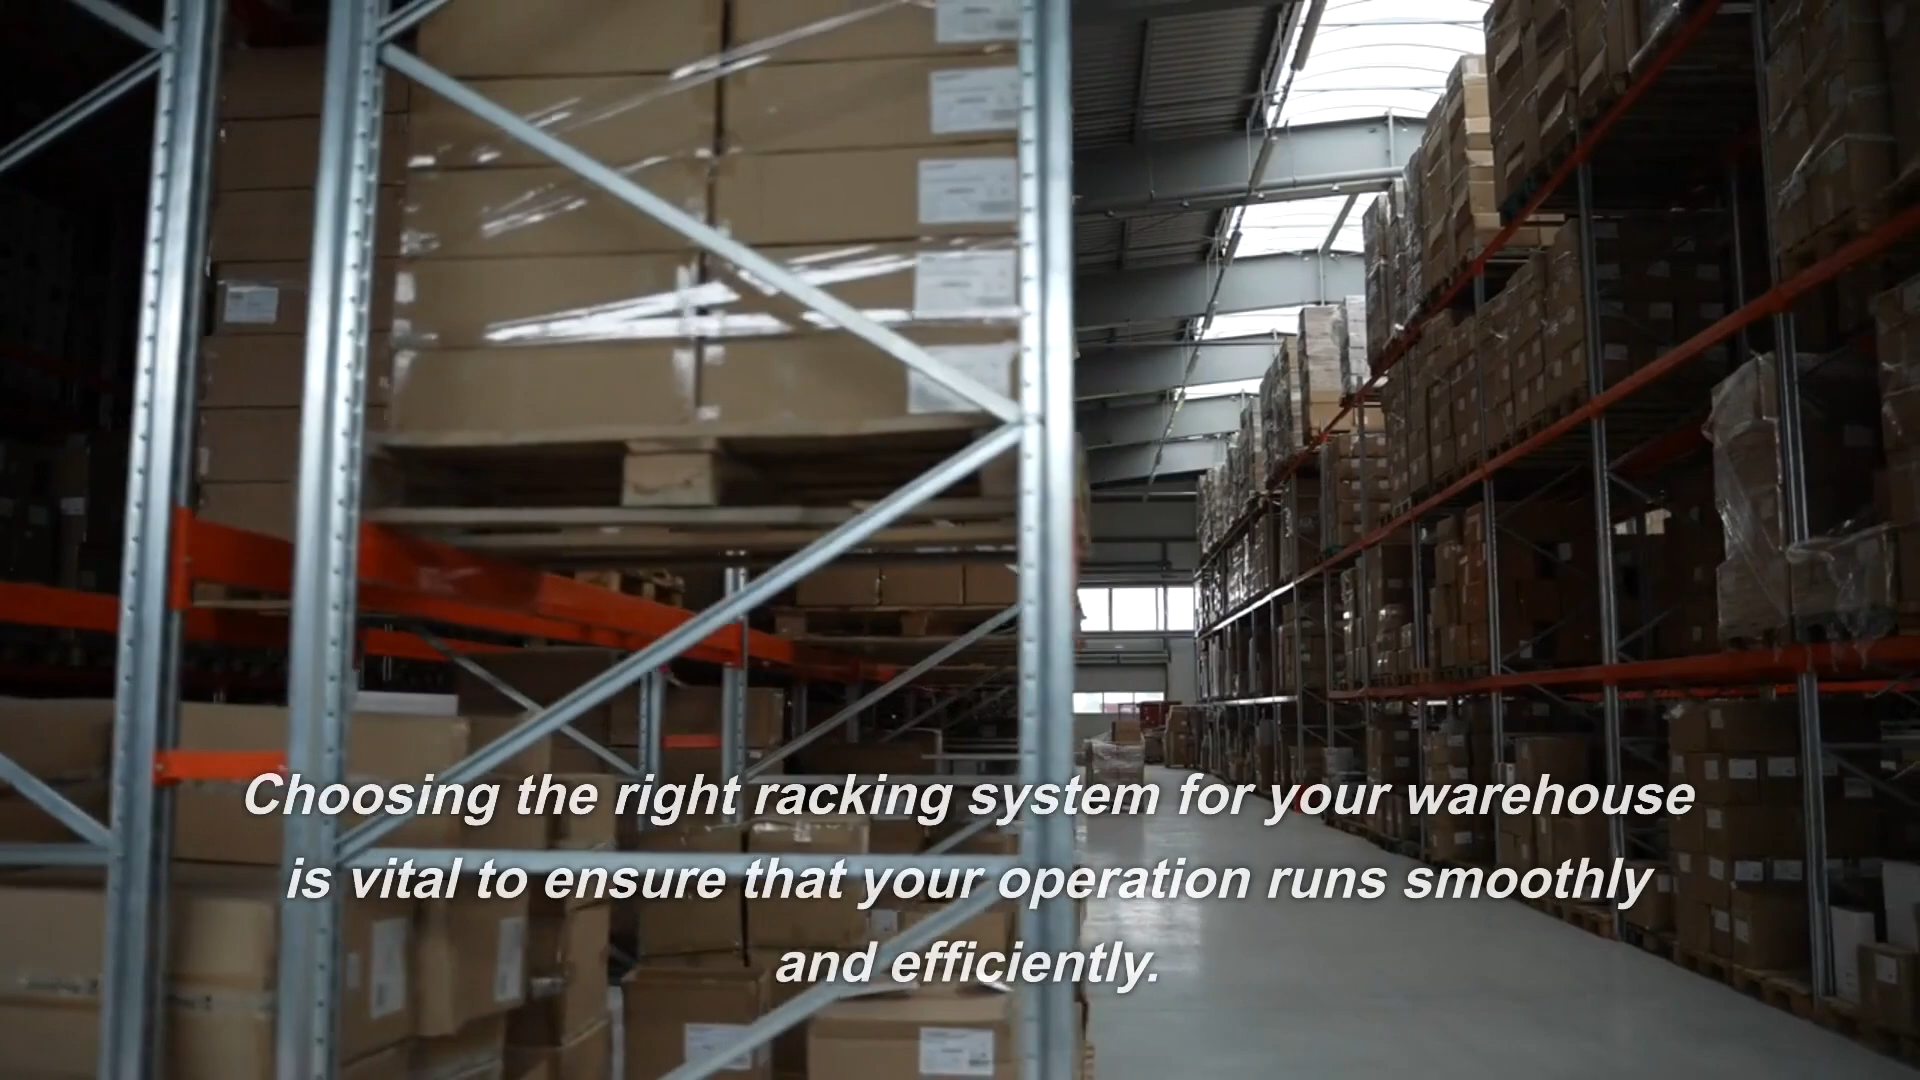 Choosing the right racking system for your warehouse
is vital to ensure that your operation runs smoothly
and efficiently.